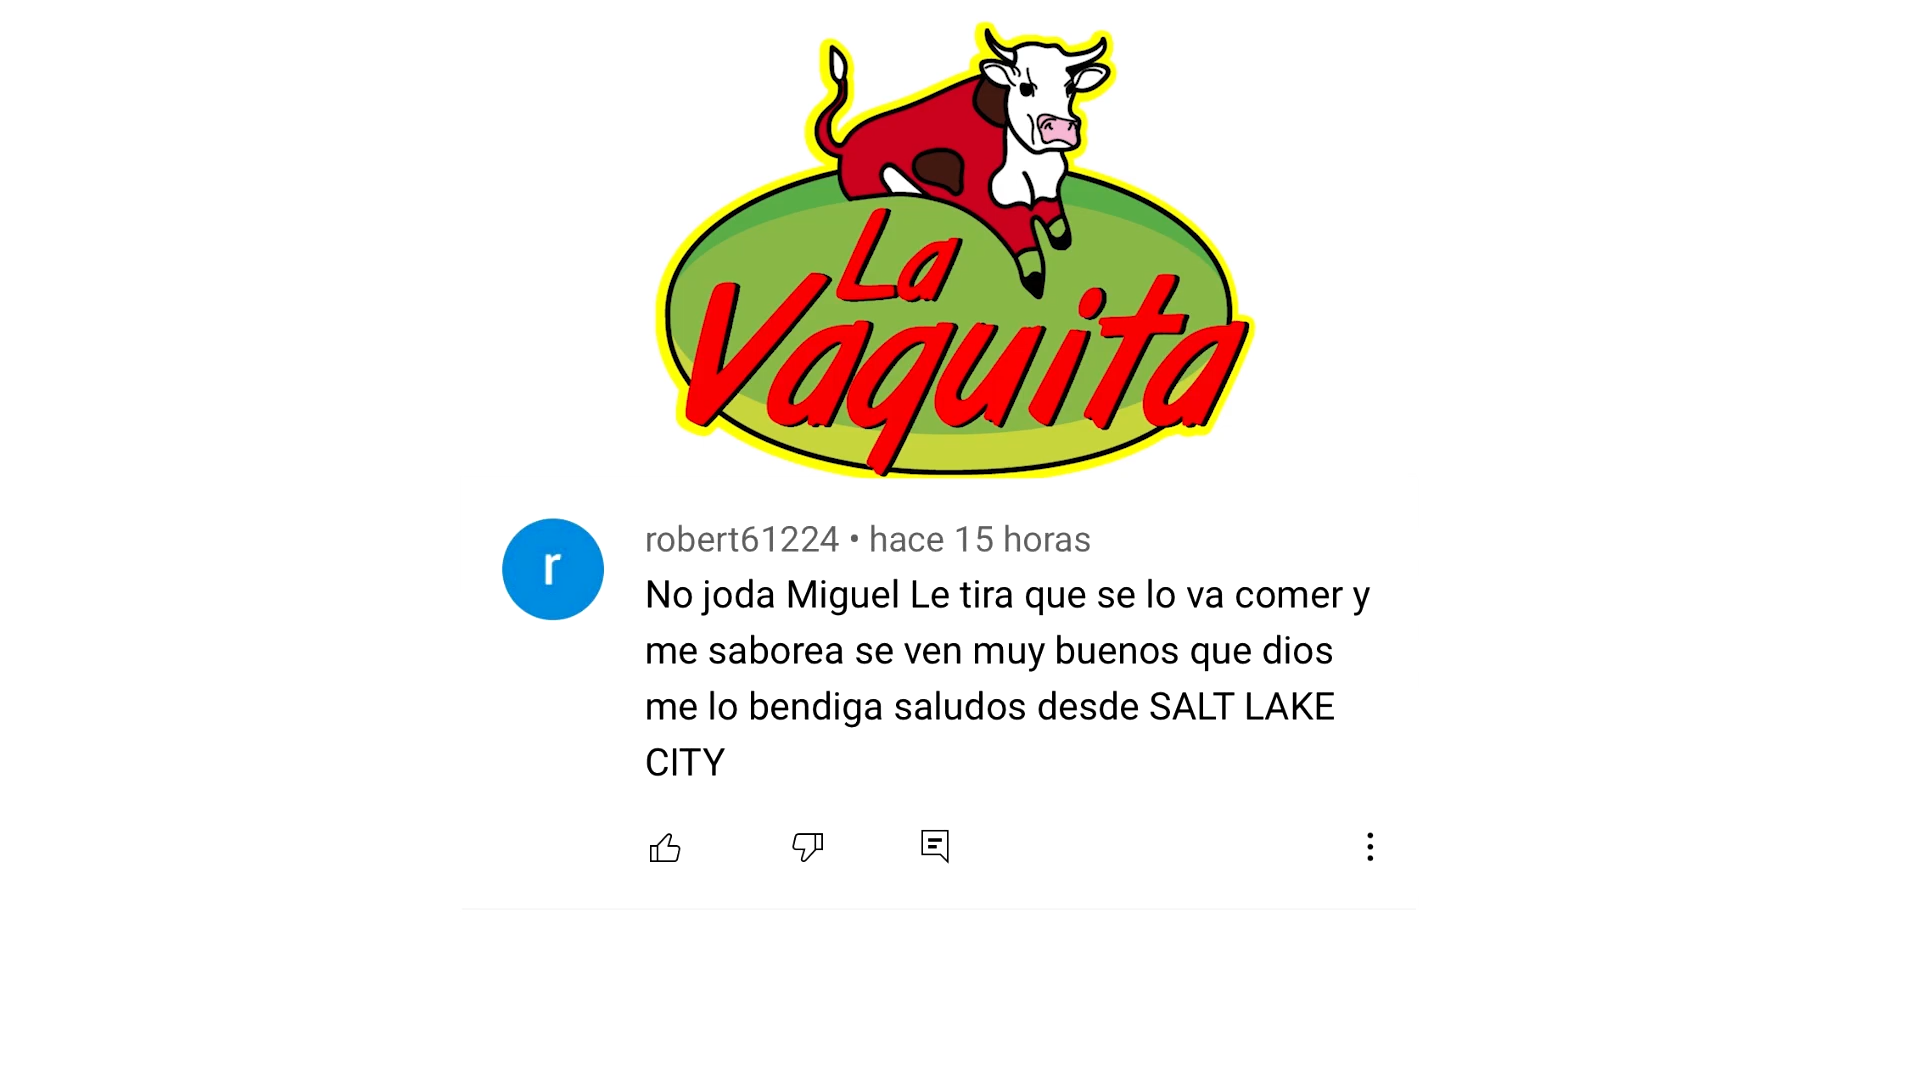 La
Vaquita
r
robert61224 • hace 15 horas
No joda Miguel Le tira que se lo va comer y
me saborea se ven muy buenos que dios
me lo bendiga saludos desde SALT LAKE
CITY